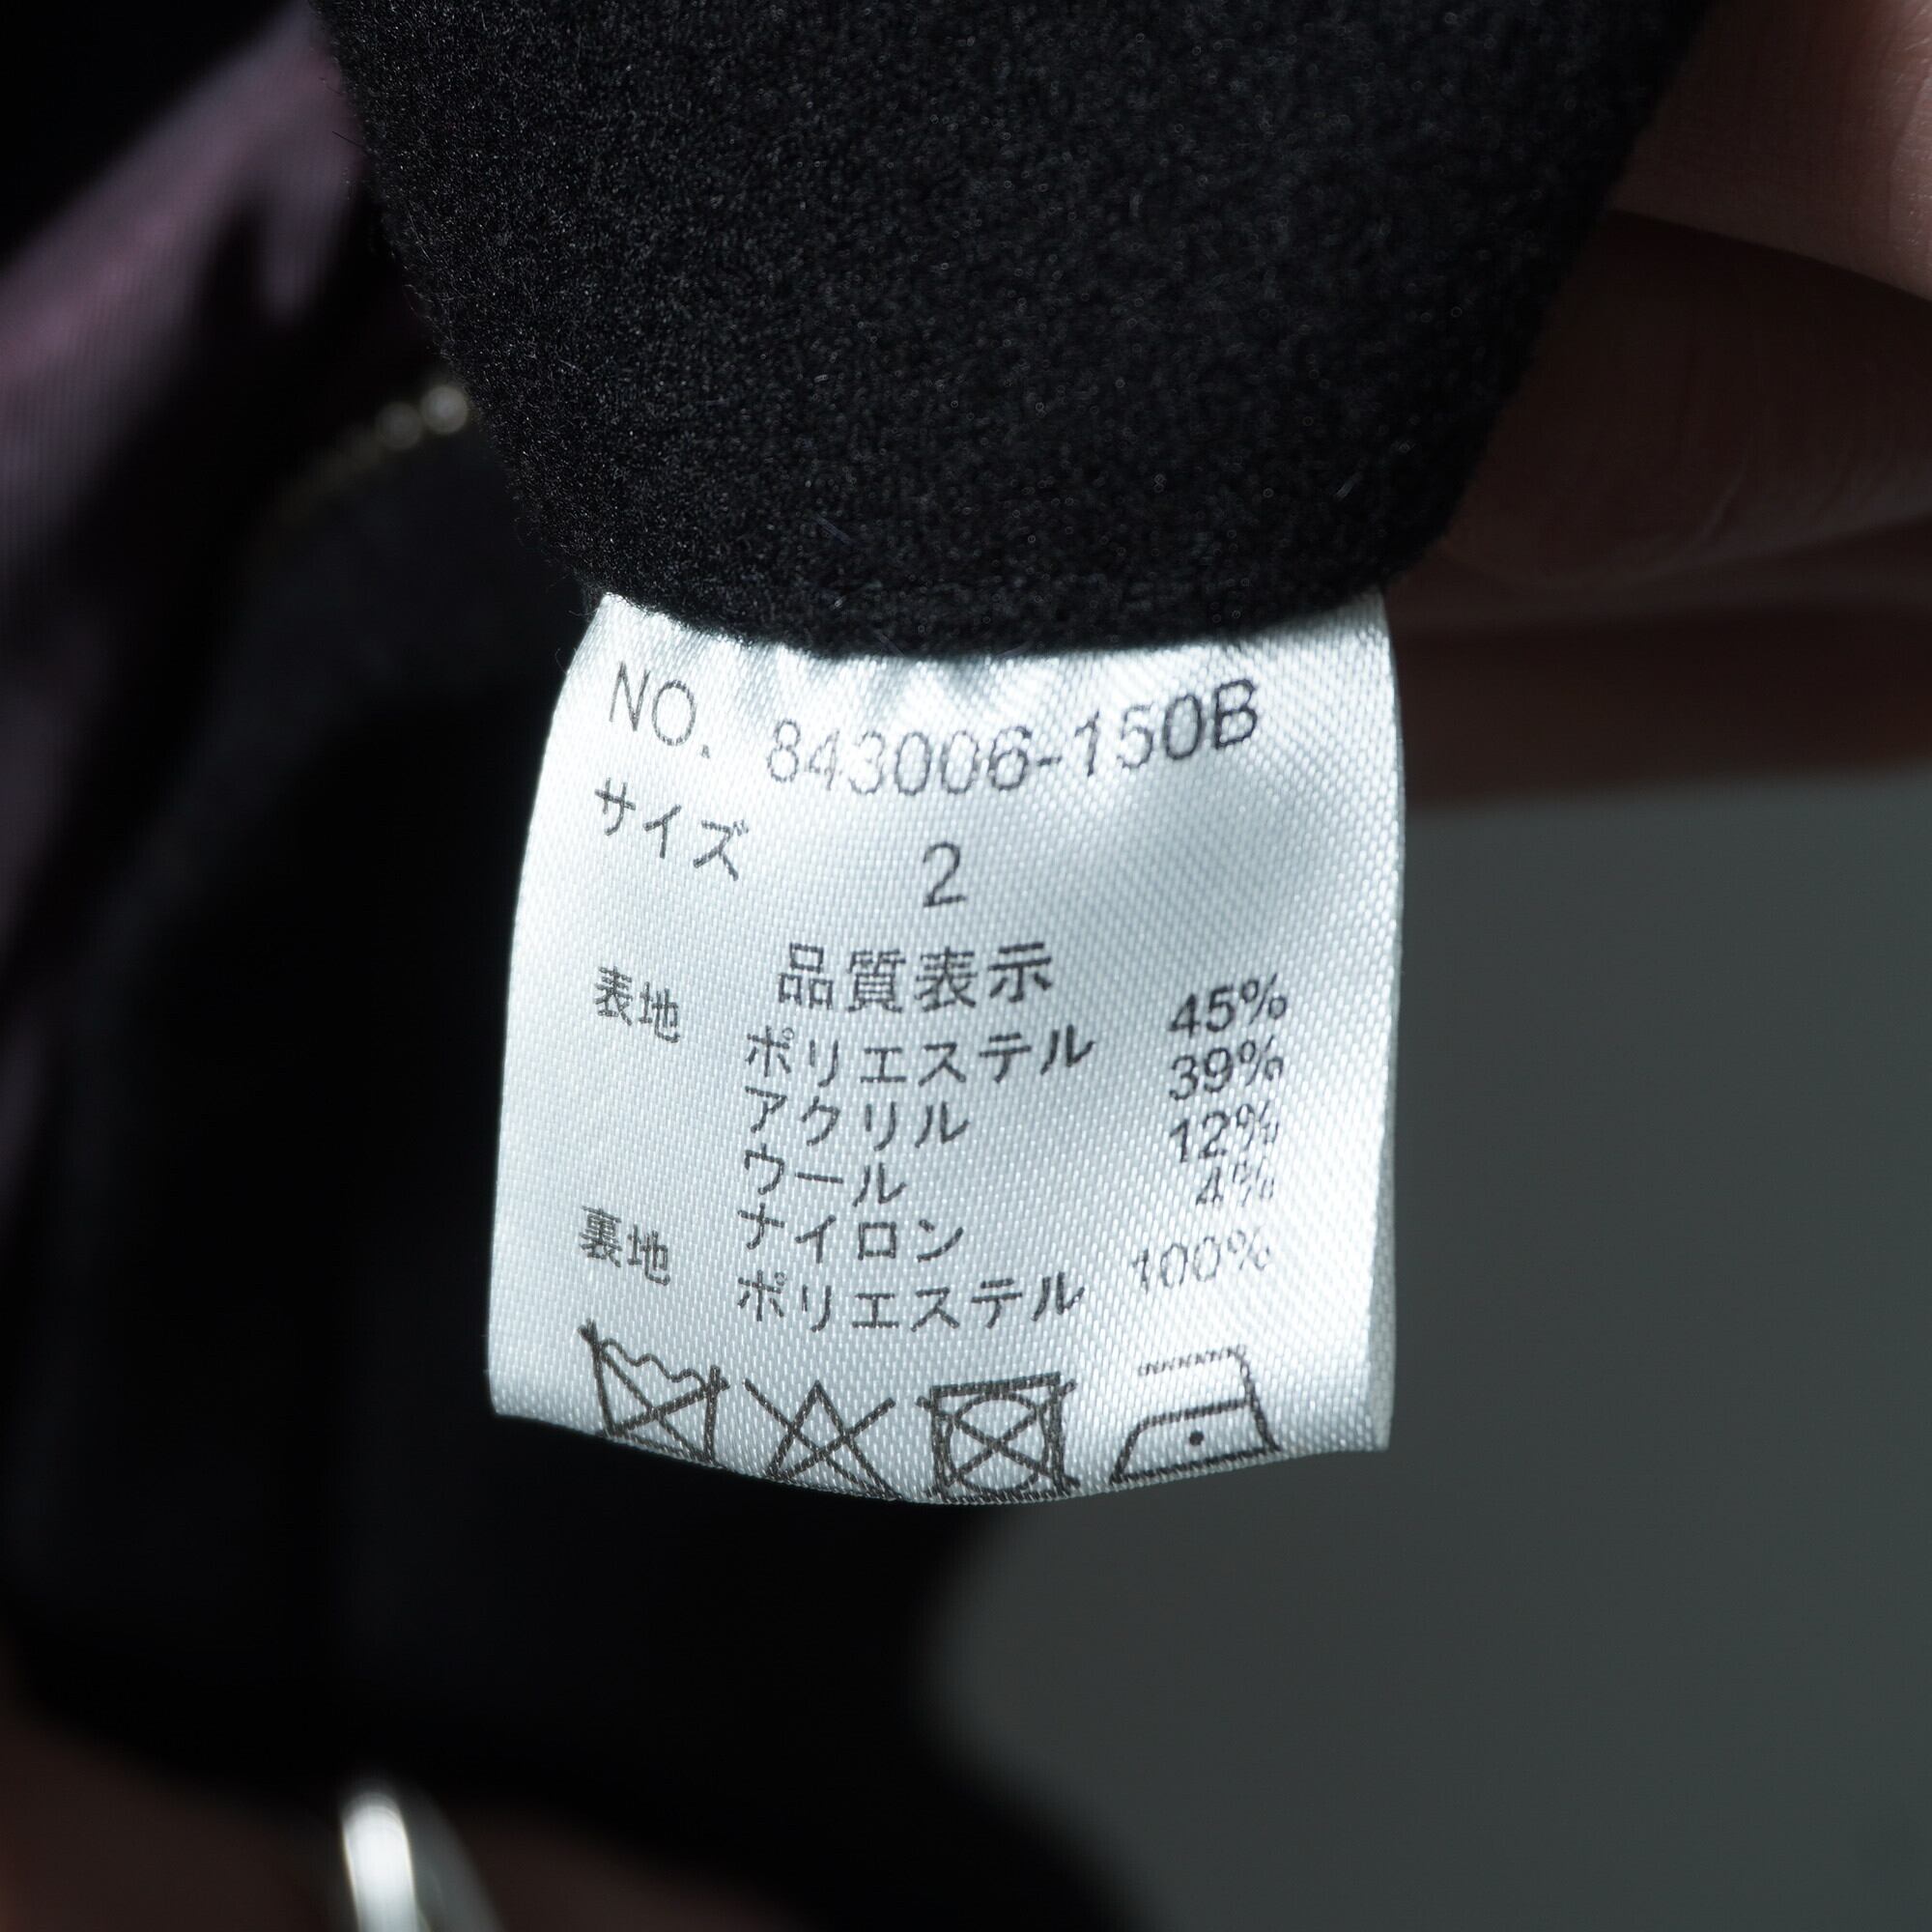 NO. 843006-150B
サイズ 2
品質表示
表地 ポリエステル 45%
アクリル 39%
ウール 12%
ナイロン 4%
裏地 ポリエステル 100%